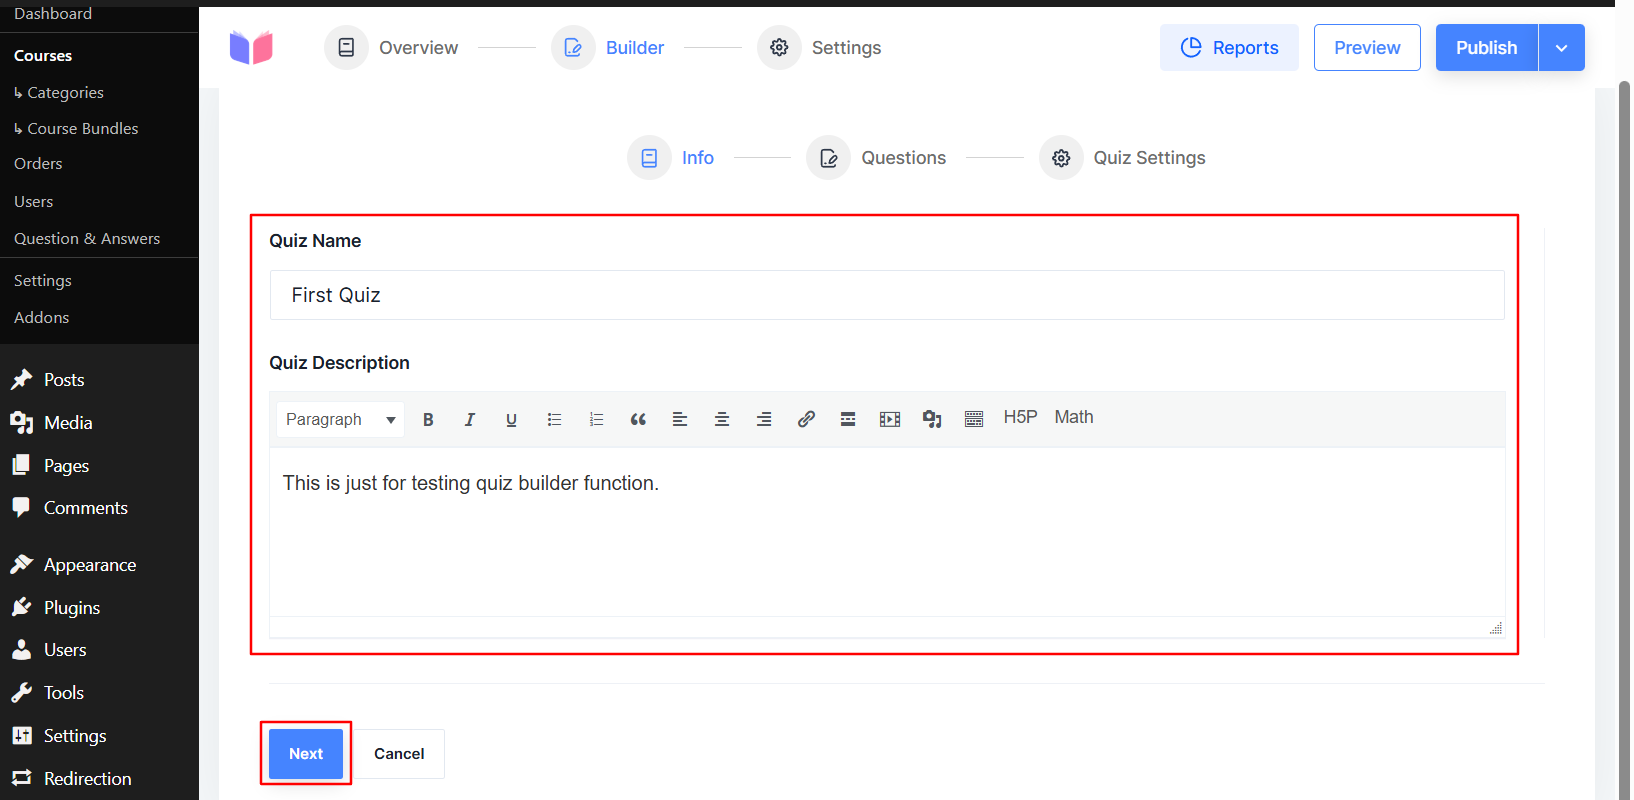 Dashboard
Courses
↳ Categories
↳ Course Bundles
Orders
Users
Question & Answers
Settings
Addons
Posts
Media
Pages
Comments
Appearance
Plugins
Users
Tools
Settings
Redirection
Overview
Builder
Settings
Reports
Preview
Publish
Info
Questions
Quiz Settings
Quiz Name
First Quiz
Quiz Description
Paragraph B I U H5P Math
This is just for testing quiz builder function.
Next
Cancel